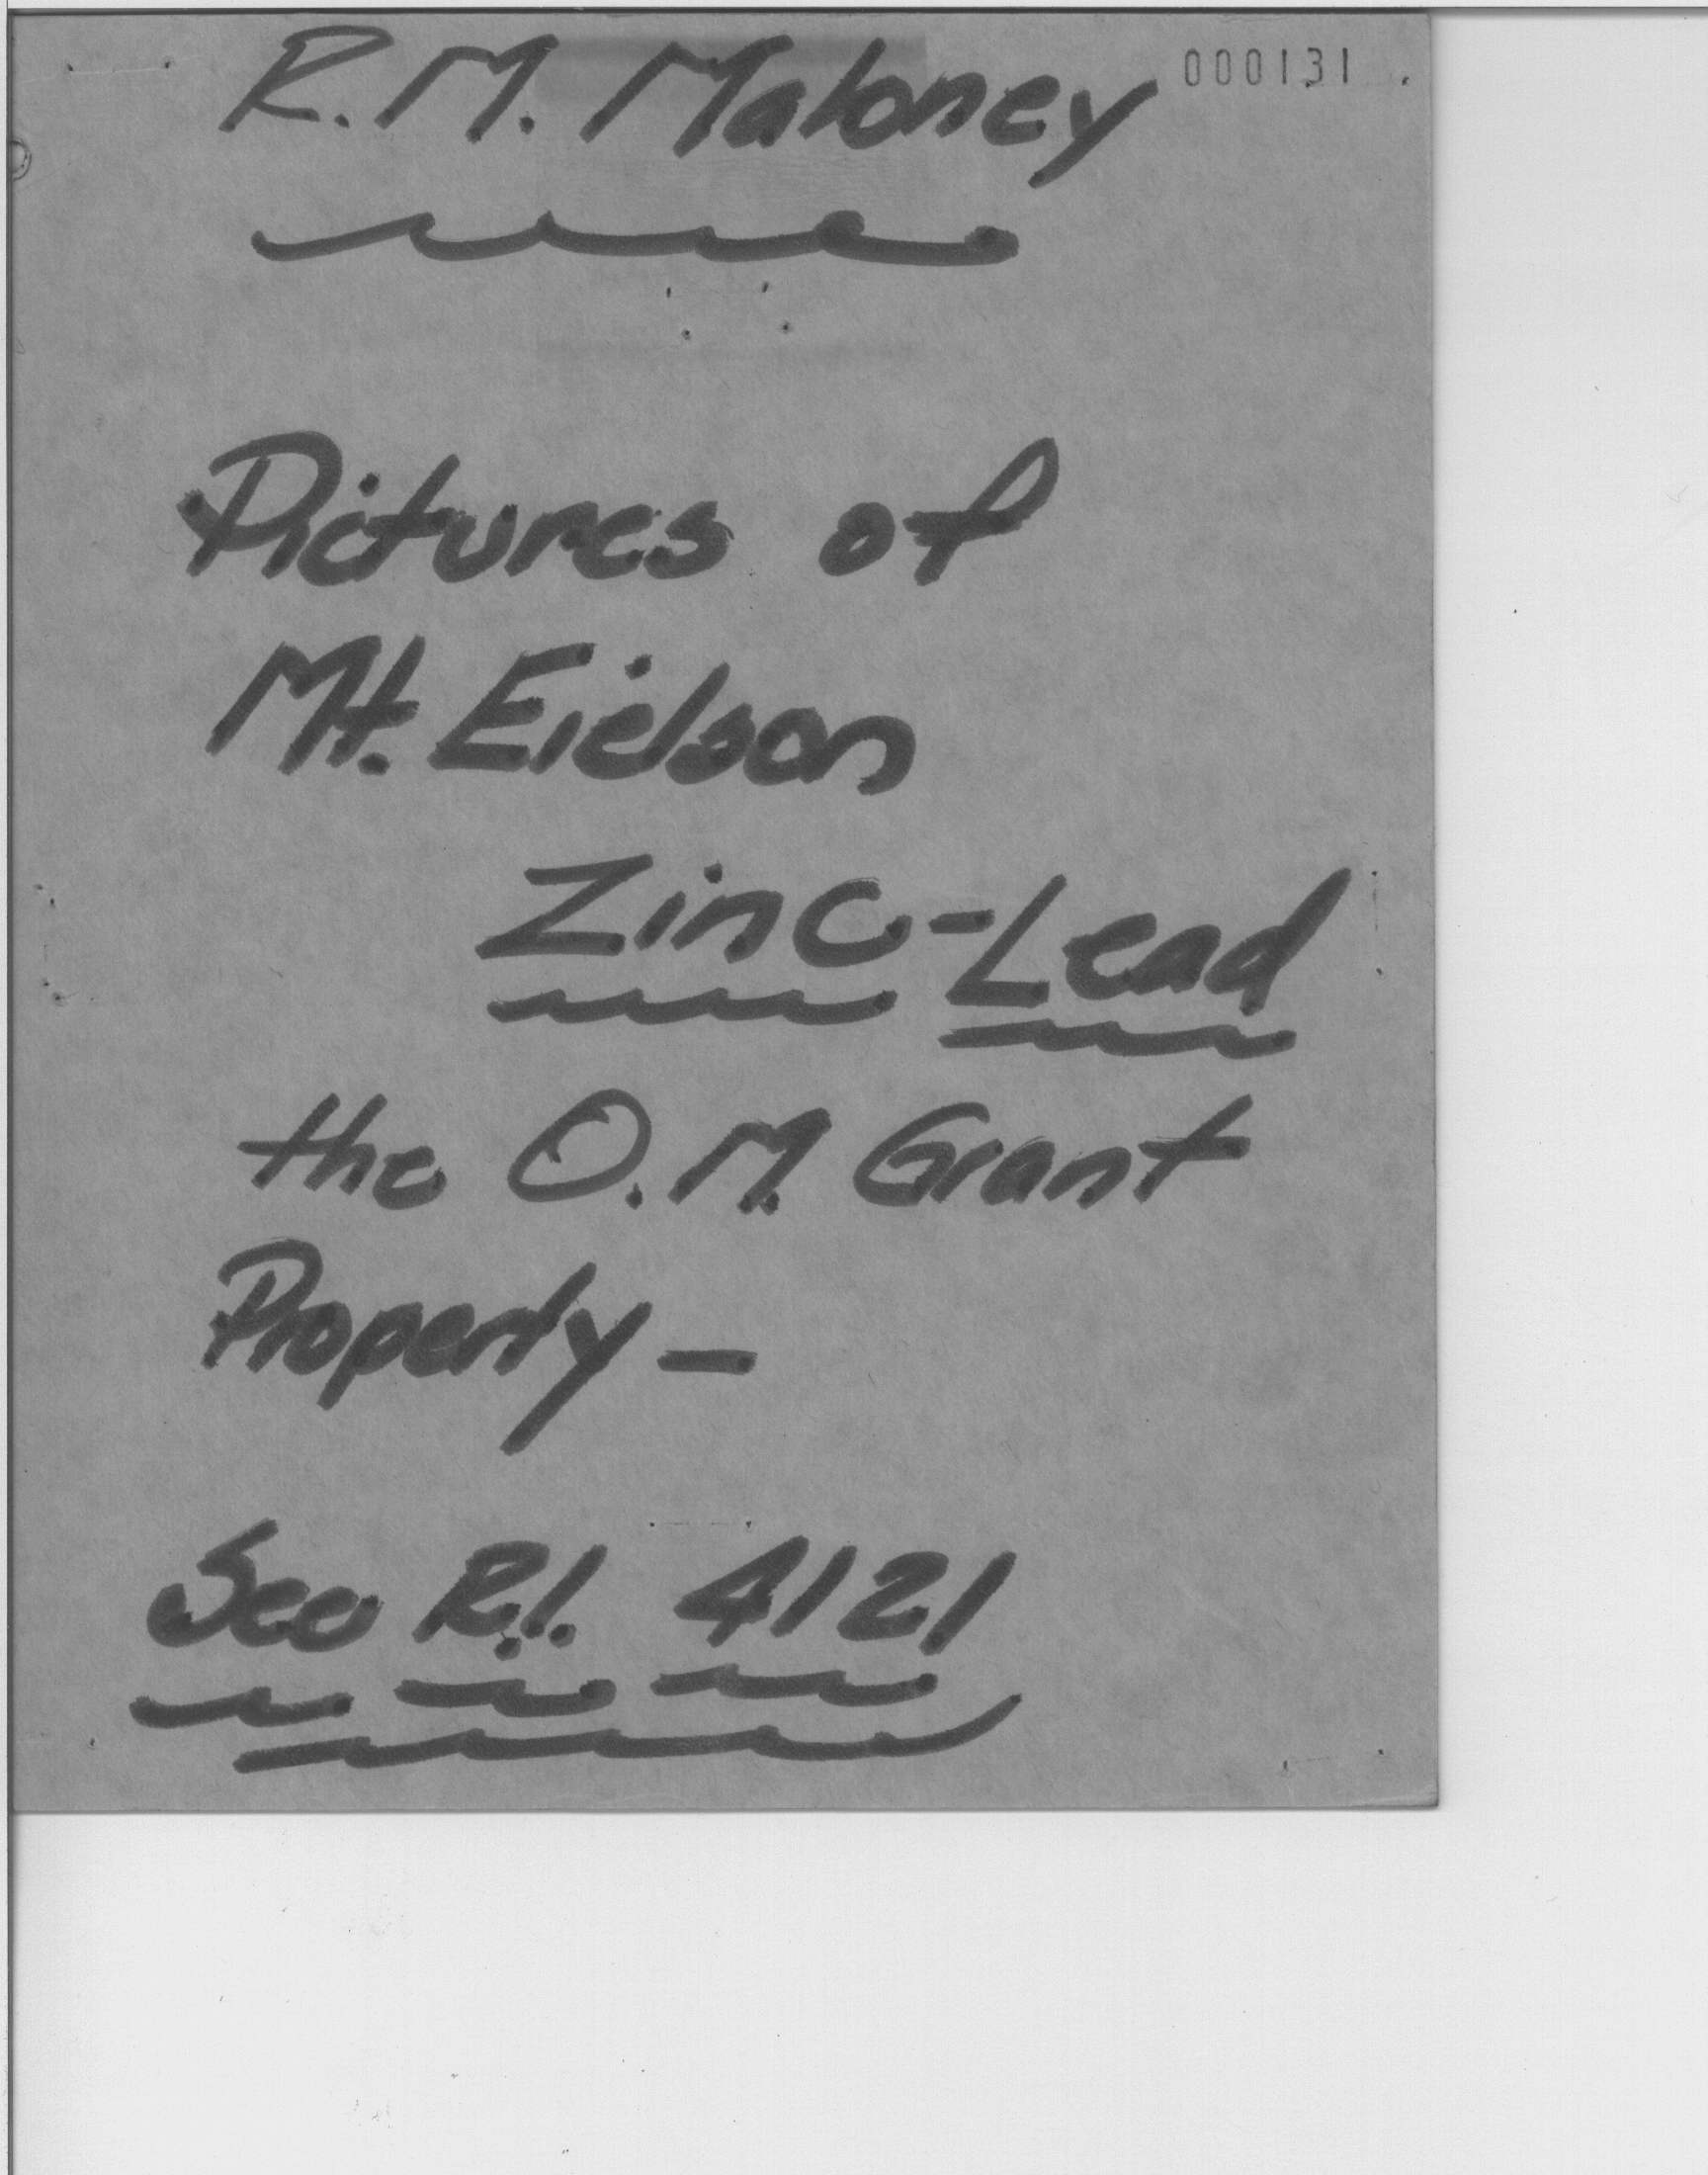 R.M. Maloney
000131
Pictures of
Mt. Eielson
Zinc-Lead
the O.M. Grant
Property-
See R.I. 4121